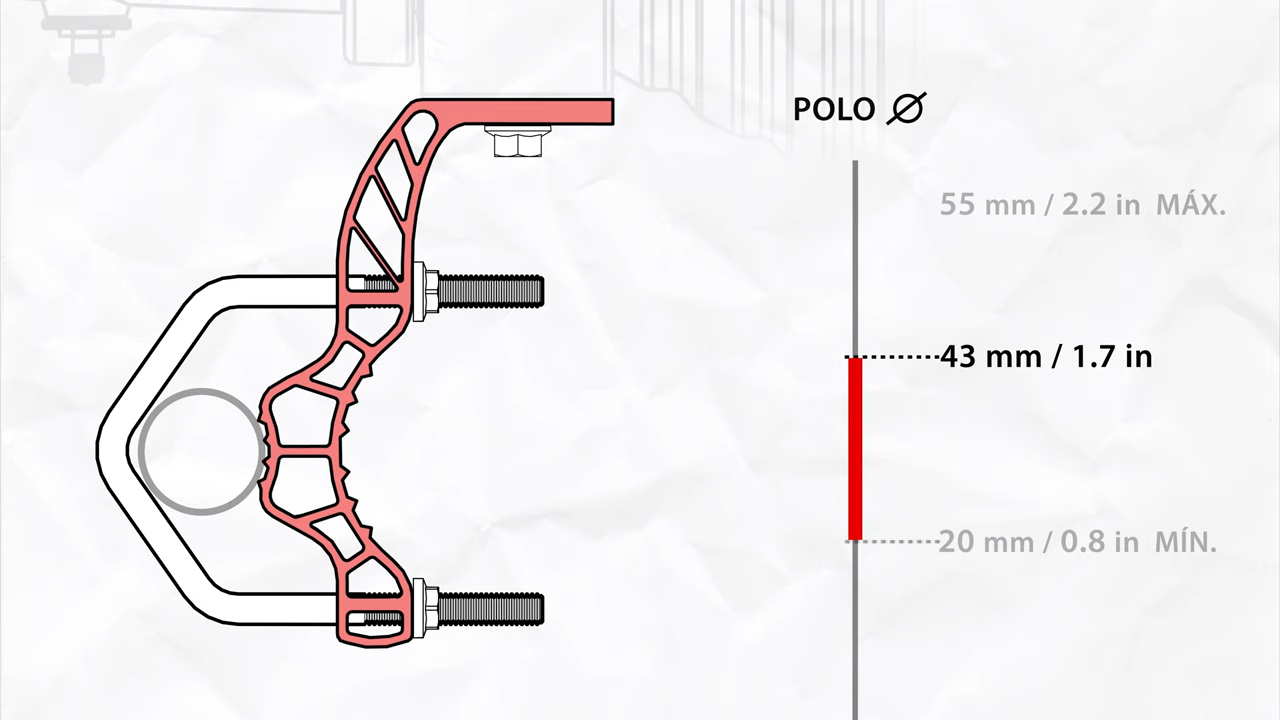 POLO Ø
55 mm / 2.2 in MÁX.
43 mm / 1.7 in
20 mm / 0.8 in MÍN.